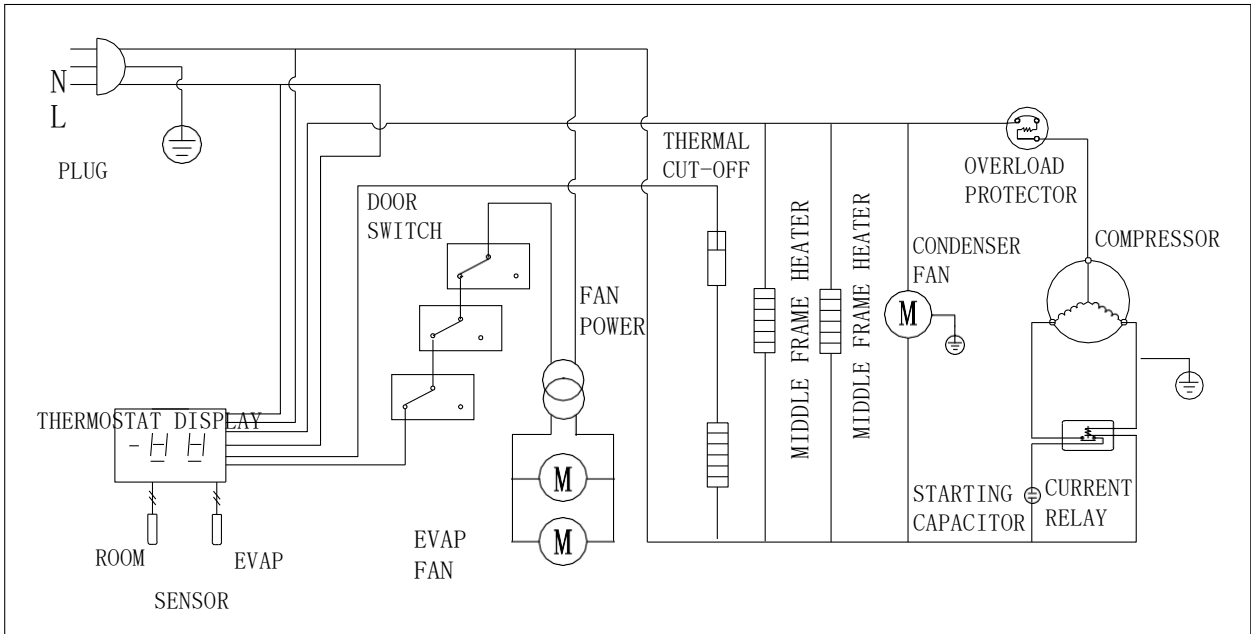 N
L
PLUG
THERMAL
CUT-OFF
OVERLOAD
PROTECTOR
DOOR
SWITCH
MIDDLE FRAME HEATER
MIDDLE FRAME HEATER
CONDENSER
FAN
COMPRESSOR
FAN
POWER
M
THERMOSTAT DISPLAY
-
H H
M
M
STARTING
CAPACITOR
CURRENT
RELAY
ROOM
EVAP
EVAP
FAN
SENSOR